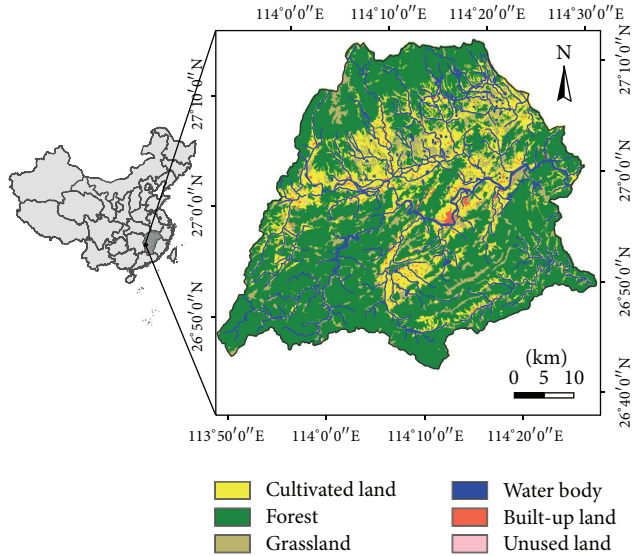 114°0′0″E 114°10′0″E 114°20′0″E 114°30′0″E
N
27°10′0″N
27°0′0″N
26°50′0″N
27°10′0″N
27°0′0″N
26°50′0″N
26°40′0″N
(km)
0 5 10
113°50′0″E 114°0′0″E 114°10′0″E 114°20′0″E
Cultivated land
Forest
Grassland
Water body
Built-up land
Unused land